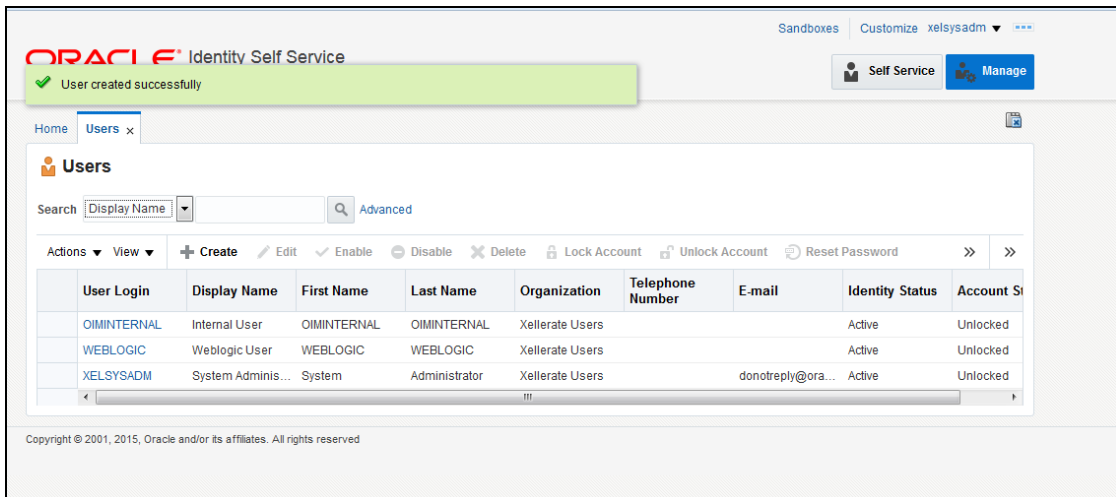 Sandboxes Customize xelsysadm
ORACLE® Identity Self Service
Self Service Manage
User created successfully
Home Users x
Users
Search Display Name Advanced
Actions View Create Edit Enable Disable Delete Lock Account Unlock Account Reset Password » »
User Login Display Name First Name Last Name Organization Telephone Number E-mail Identity Status Account St
OIMINTERNAL Internal User OIMINTERNAL OIMINTERNAL Xellerate Users Active Unlocked
WEBLOGIC Weblogic User WEBLOGIC WEBLOGIC Xellerate Users Active Unlocked
XELSYSADM System Adminis... System Administrator Xellerate Users donotreply@ora... Active Unlocked
Copyright © 2001, 2015, Oracle and/or its affiliates. All rights reserved